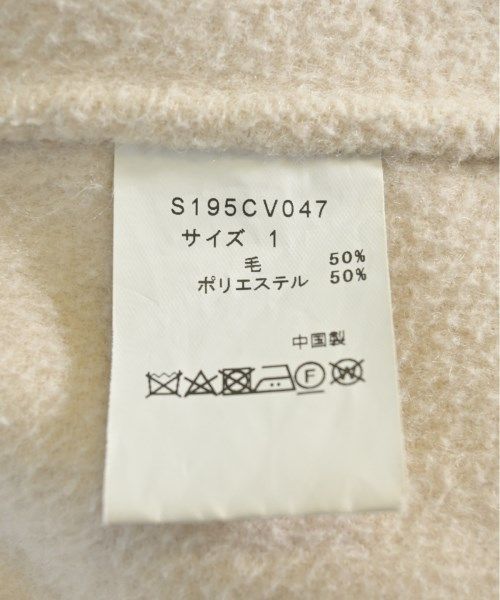 S195CV047
サイズ 1
毛 50%
ポリエステル 50%
中国製
F W